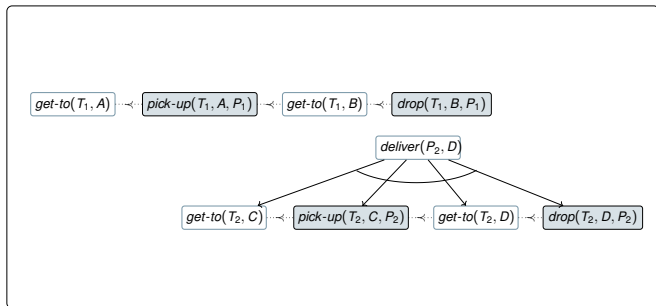 get-to(T₁, A) ≺ pick-up(T₁, A, P₁) ≺ get-to(T₁, B) ≺ drop(T₁, B, P₁)
deliver(P₂, D)
get-to(T₂, C) ≺ pick-up(T₂, C, P₂) ≺ get-to(T₂, D) ≺ drop(T₂, D, P₂)